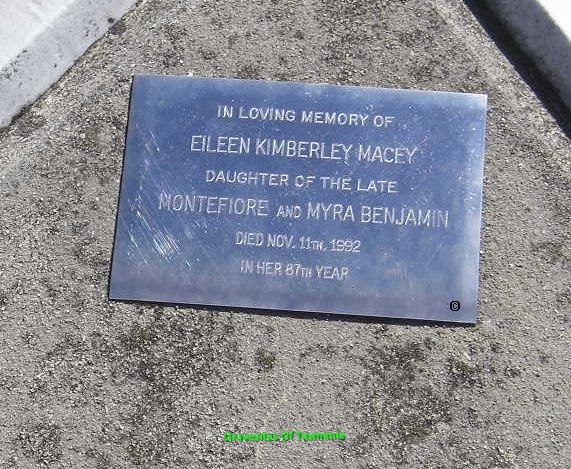 IN LOVING MEMORY OF
EILEEN KIMBERLEY MACEY
DAUGHTER OF THE LATE
MONTEFIORE AND MYRA BENJAMIN
DIED NOV. 11TH, 1992
IN HER 87TH YEAR
©
Gravesites Of Tasmania